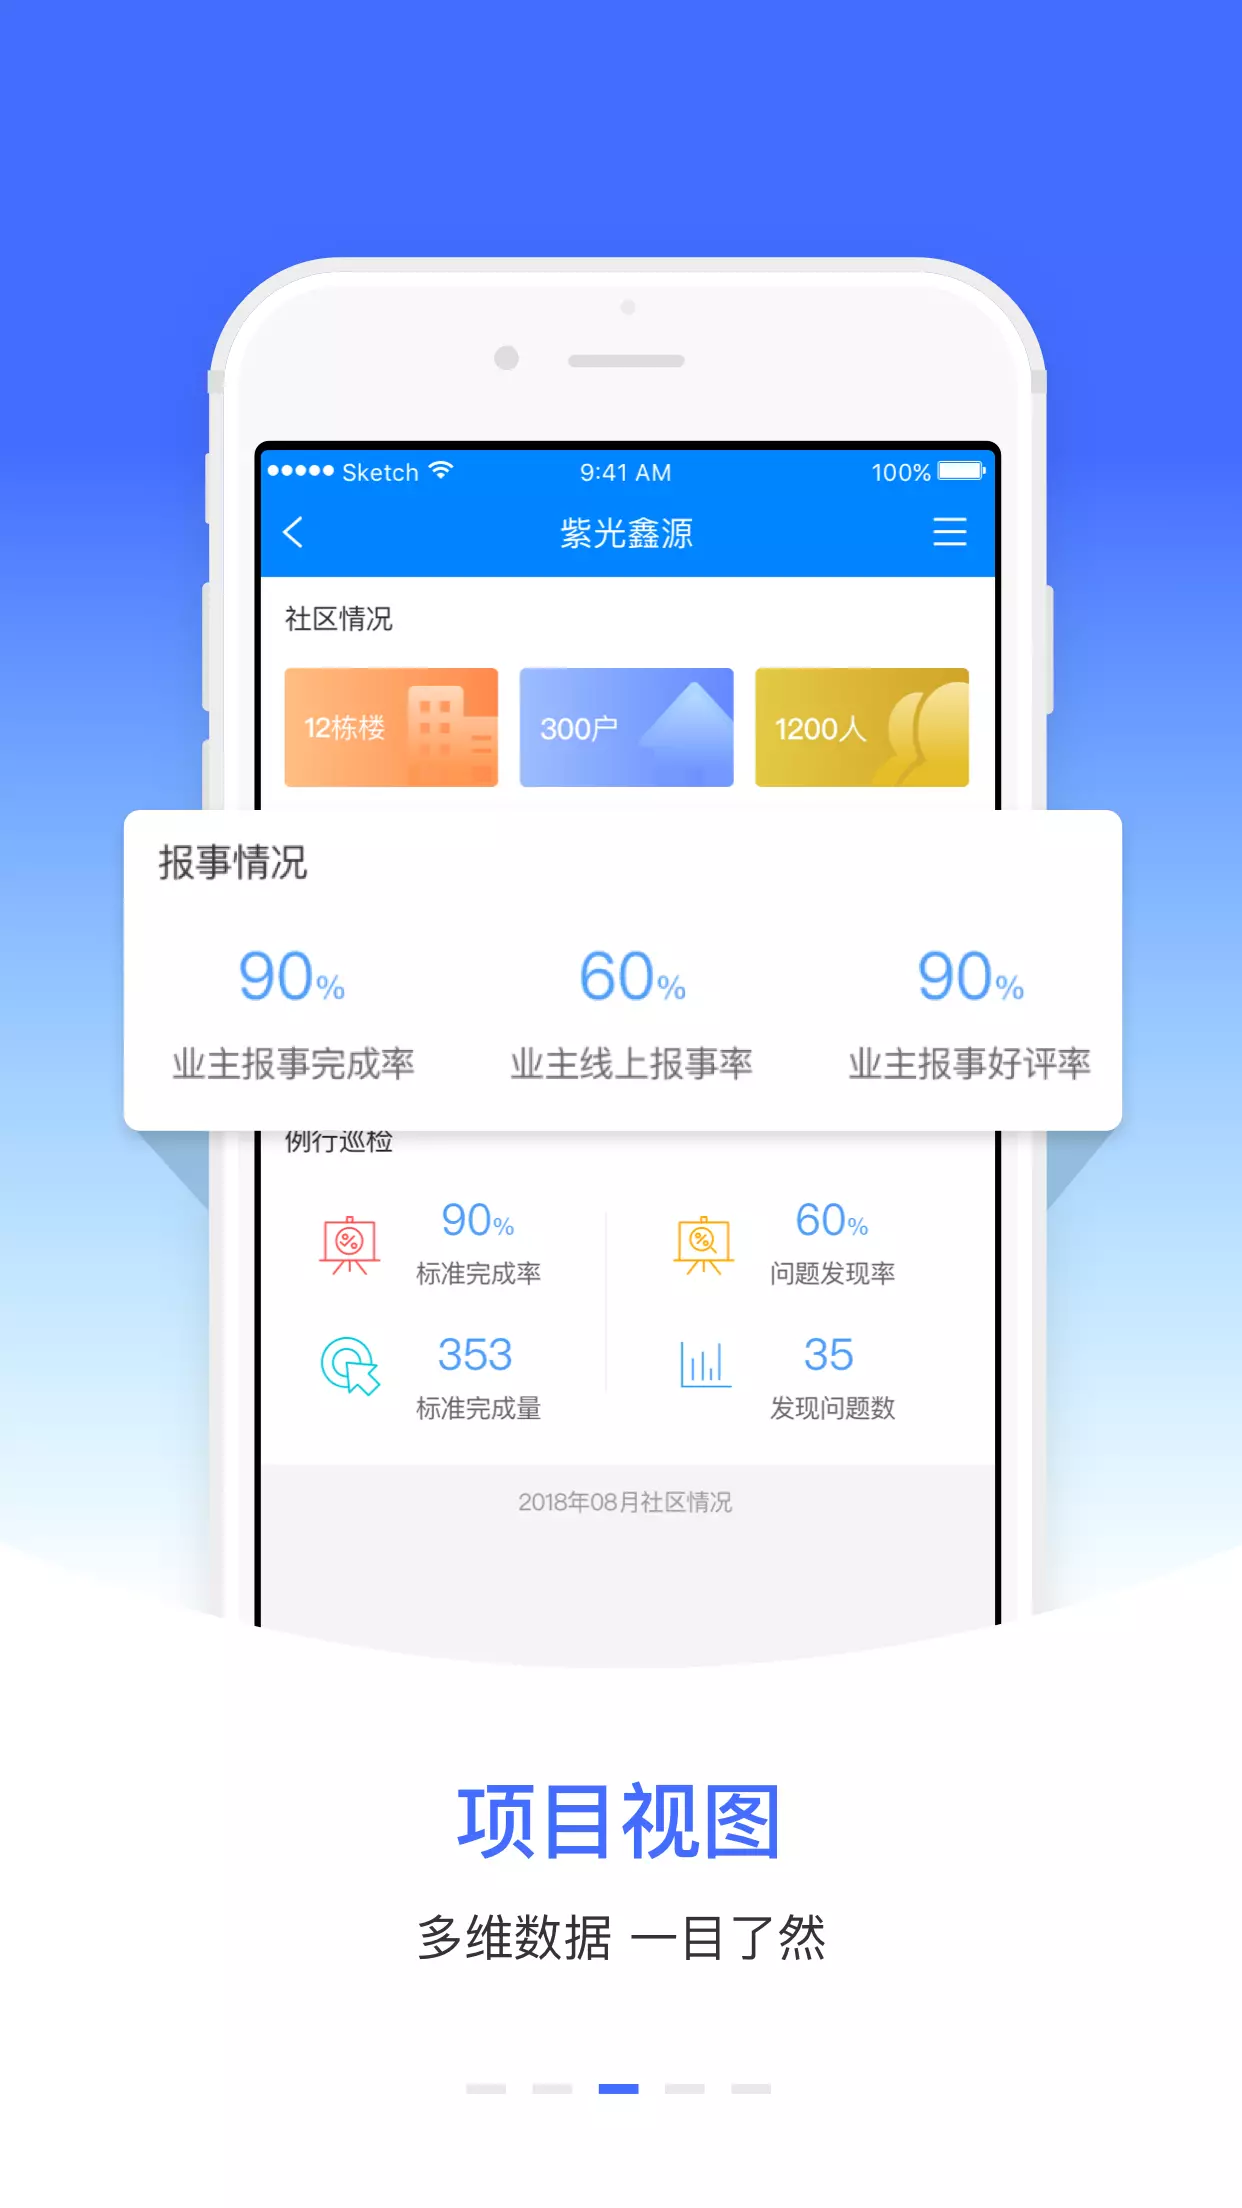 Sketch 9:41 AM 100%
紫光鑫源
社区情况
12栋楼 300户 1200人
报事情况
90% 60% 90%
业主报事完成率 业主线上报事率 业主报事好评率
例行巡检
90% 60%
标准完成率 问题发现率
353 35
标准完成量 发现问题数
2018年08月社区情况
项目视图
多维数据 一目了然